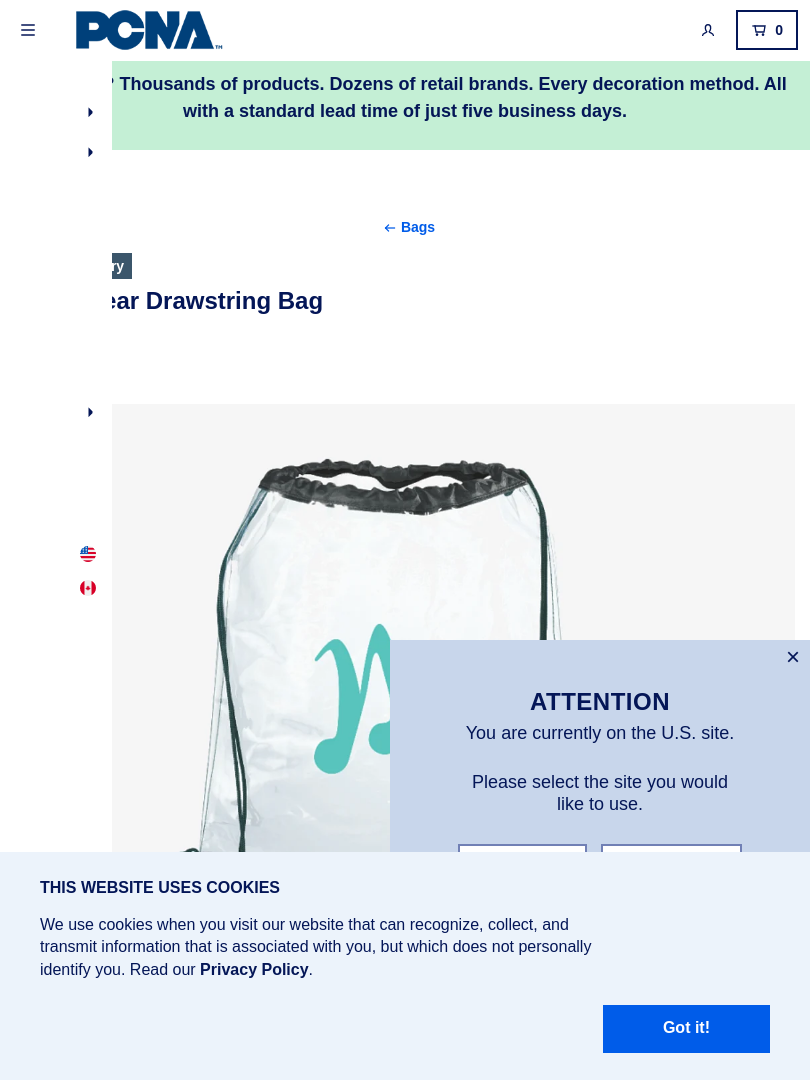 PCNA™
0
? Thousands of products. Dozens of retail brands. Every decoration method. All
with a standard lead time of just five business days.
Bags
ry
ear Drawstring Bag
ATTENTION
You are currently on the U.S. site.
Please select the site you would
like to use.
THIS WEBSITE USES COOKIES
We use cookies when you visit our website that can recognize, collect, and
transmit information that is associated with you, but which does not personally
identify you. Read our Privacy Policy.
Got it!